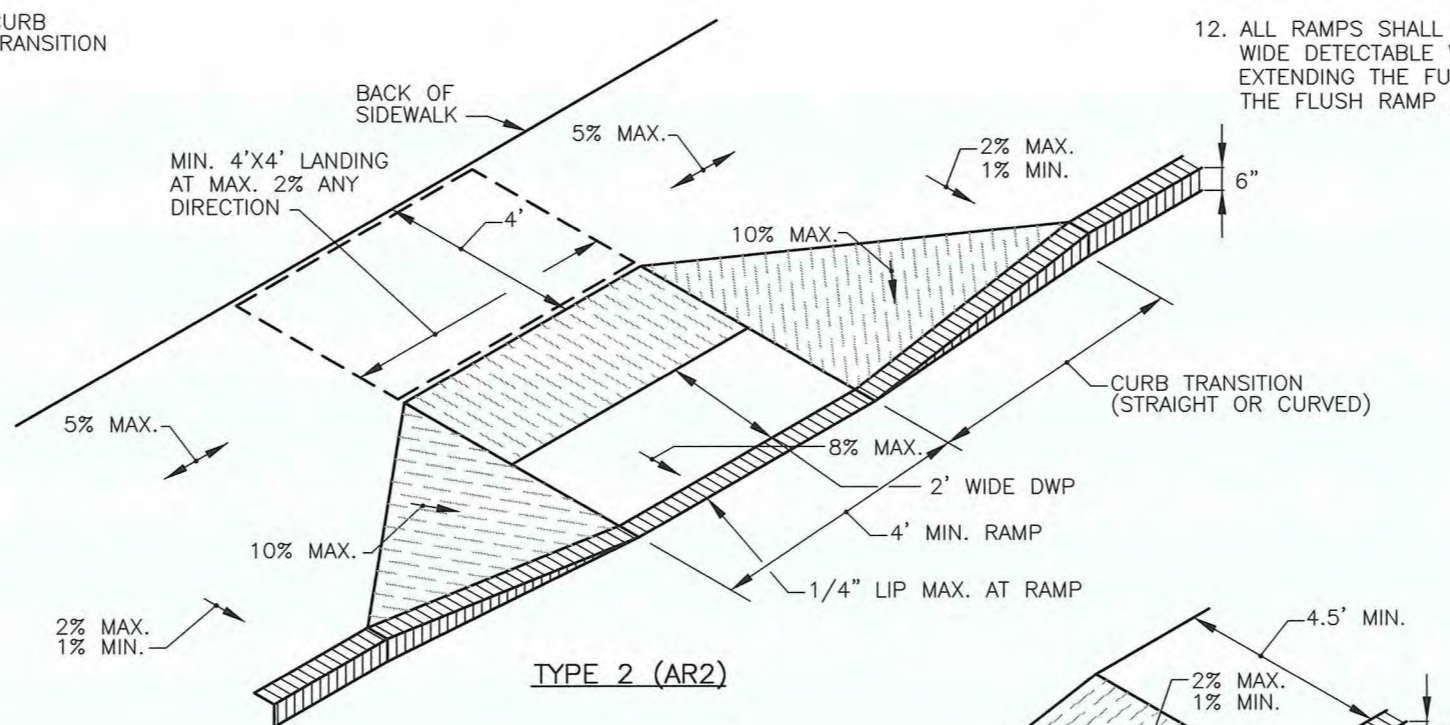 CURB
TRANSITION
12. ALL RAMPS SHALL
WIDE DETECTABLE
EXTENDING THE
THE FLUSH RAMP
BACK OF
SIDEWALK
5% MAX.
2% MAX.
1% MIN.
6"
MIN. 4'X4' LANDING
AT MAX. 2% ANY
DIRECTION
4'
10% MAX.
CURB TRANSITION
(STRAIGHT OR CURVED)
5% MAX.
8% MAX.
2' WIDE DWP
4' MIN. RAMP
10% MAX.
1/4" LIP MAX. AT RAMP
2% MAX.
1% MIN.
4.5' MIN.
TYPE 2 (AR2)
2% MAX.
1% MIN.